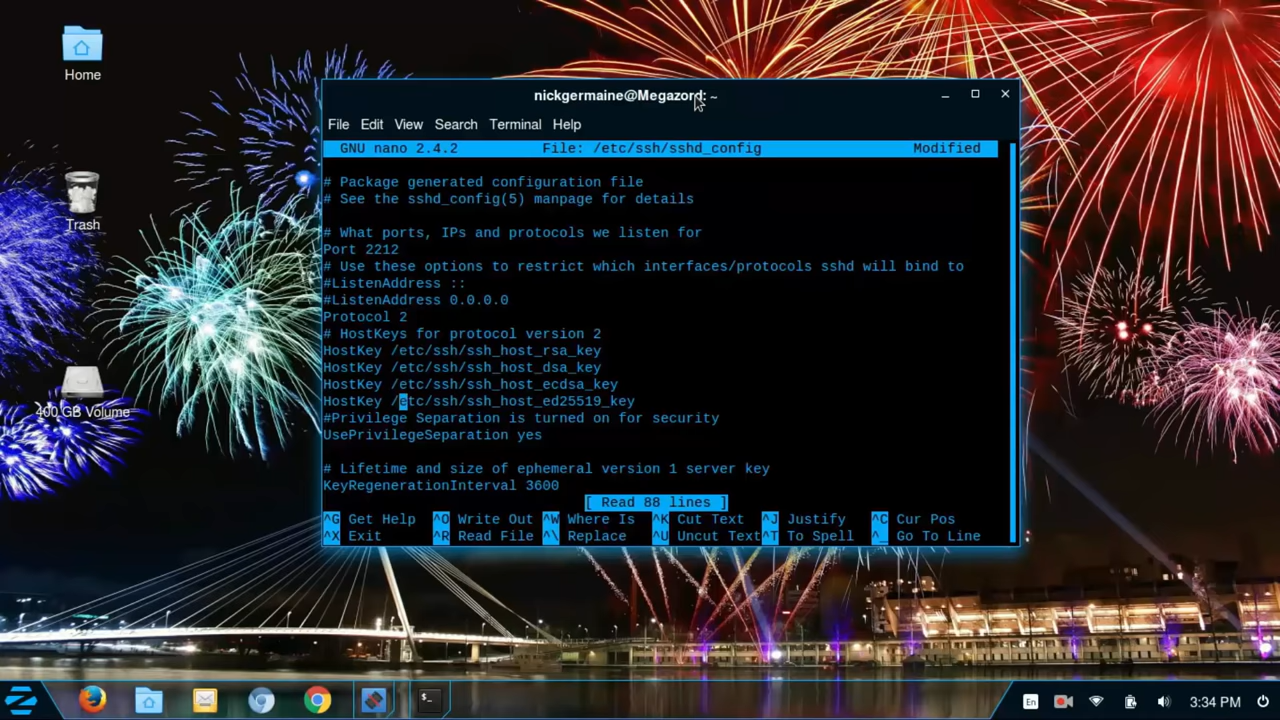 Home
Trash
400 GB Volume
nickgermaine@Megazord: ~
File Edit View Search Terminal Help
GNU nano 2.4.2 File: /etc/ssh/sshd_config Modified
# Package generated configuration file
# See the sshd_config(5) manpage for details
# What ports, IPs and protocols we listen for
Port 2212
# Use these options to restrict which interfaces/protocols sshd will bind to
#ListenAddress ::
#ListenAddress 0.0.0.0
Protocol 2
# HostKeys for protocol version 2
HostKey /etc/ssh/ssh_host_rsa_key
HostKey /etc/ssh/ssh_host_dsa_key
HostKey /etc/ssh/ssh_host_ecdsa_key
HostKey /etc/ssh/ssh_host_ed25519_key
#Privilege Separation is turned on for security
UsePrivilegeSeparation yes
# Lifetime and size of ephemeral version 1 server key
KeyRegenerationInterval 3600
[ Read 88 lines ]
^G Get Help ^O Write Out ^W Where Is ^K Cut Text ^J Justify ^C Cur Pos
^X Exit ^R Read File ^\ Replace ^U Uncut Text ^T To Spell ^_ Go To Line
En 3:34 PM